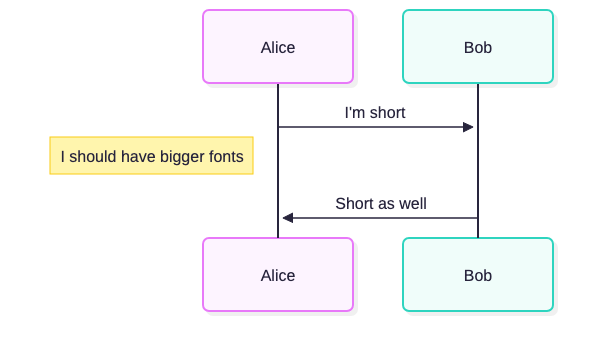 Alice
Bob
I'm short
I should have bigger fonts
Short as well
Alice
Bob